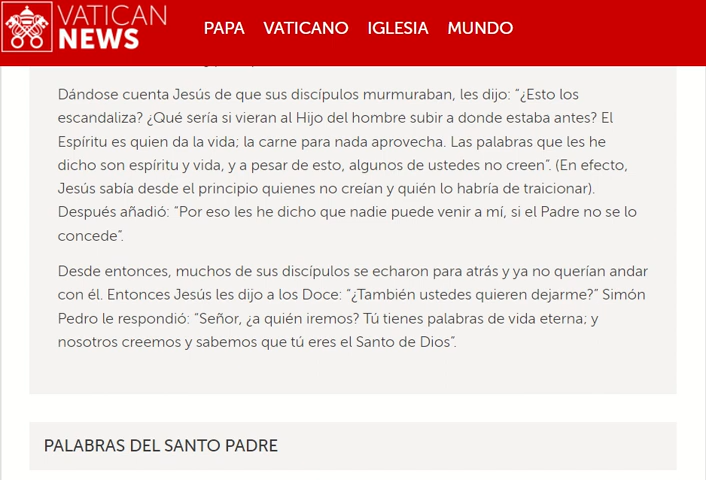 VATICAN
NEWS
PAPA VATICANO IGLESIA MUNDO
Dándose cuenta Jesús de que sus discípulos murmuraban, les dijo: “¿Esto los
escandaliza? ¿Qué sería si vieran al Hijo del hombre subir a donde estaba antes? El
Espíritu es quien da la vida; la carne para nada aprovecha. Las palabras que les he
dicho son espíritu y vida, y a pesar de esto, algunos de ustedes no creen”. (En efecto,
Jesús sabía desde el principio quienes no creían y quién lo habría de traicionar).
Después añadió: “Por eso les he dicho que nadie puede venir a mí, si el Padre no se lo
concede”.
Desde entonces, muchos de sus discípulos se echaron para atrás y ya no querían andar
con él. Entonces Jesús les dijo a los Doce: “¿También ustedes quieren dejarme?” Simón
Pedro le respondió: “Señor, ¿a quién iremos? Tú tienes palabras de vida eterna; y
nosotros creemos y sabemos que tú eres el Santo de Dios”.
PALABRAS DEL SANTO PADRE